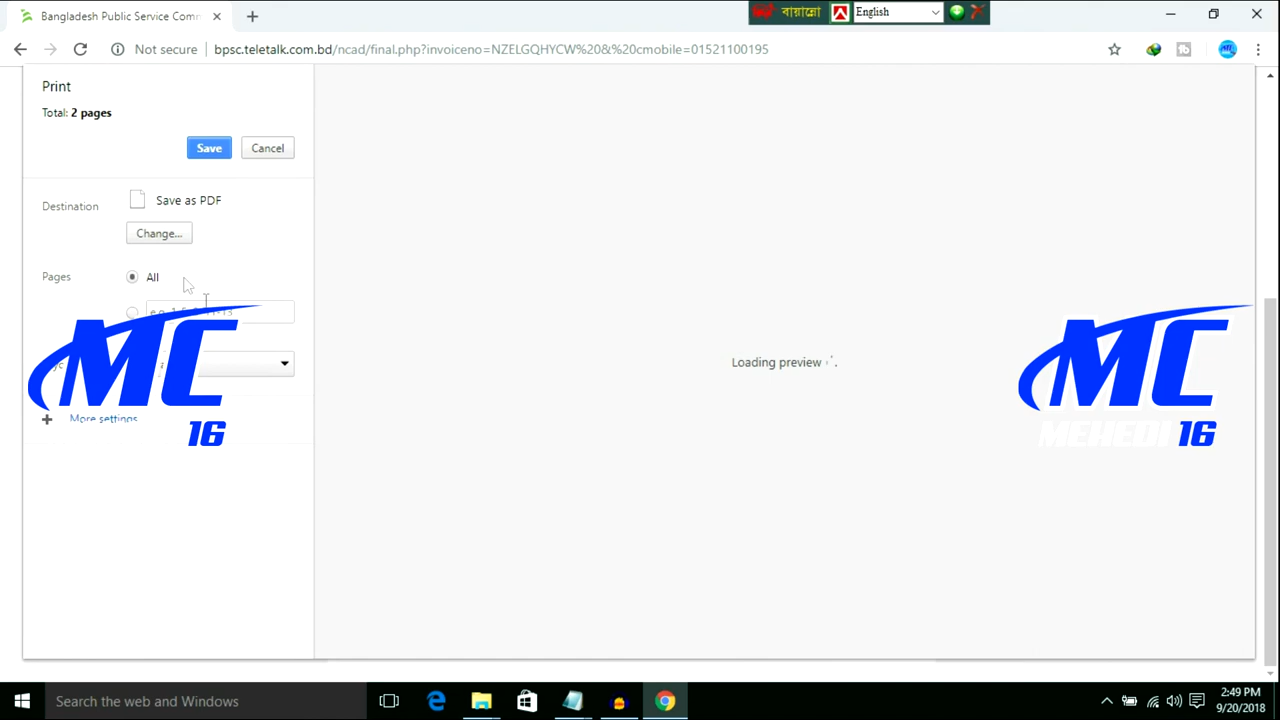 Bangladesh Public Service Comm
বায়ান্নো
English
Not secure
bpsc.teletalk.com.bd/ncad/final.php?invoiceno=NZELGQHYCW%20&%20cmobile=01521100195
Print
Total: 2 pages
Save
Cancel
Destination
Save as PDF
Change...
Pages
All
Loading preview
MC
16
MC
MEHEDI 16
More settings
Search the web and Windows
2:49 PM
9/20/2018